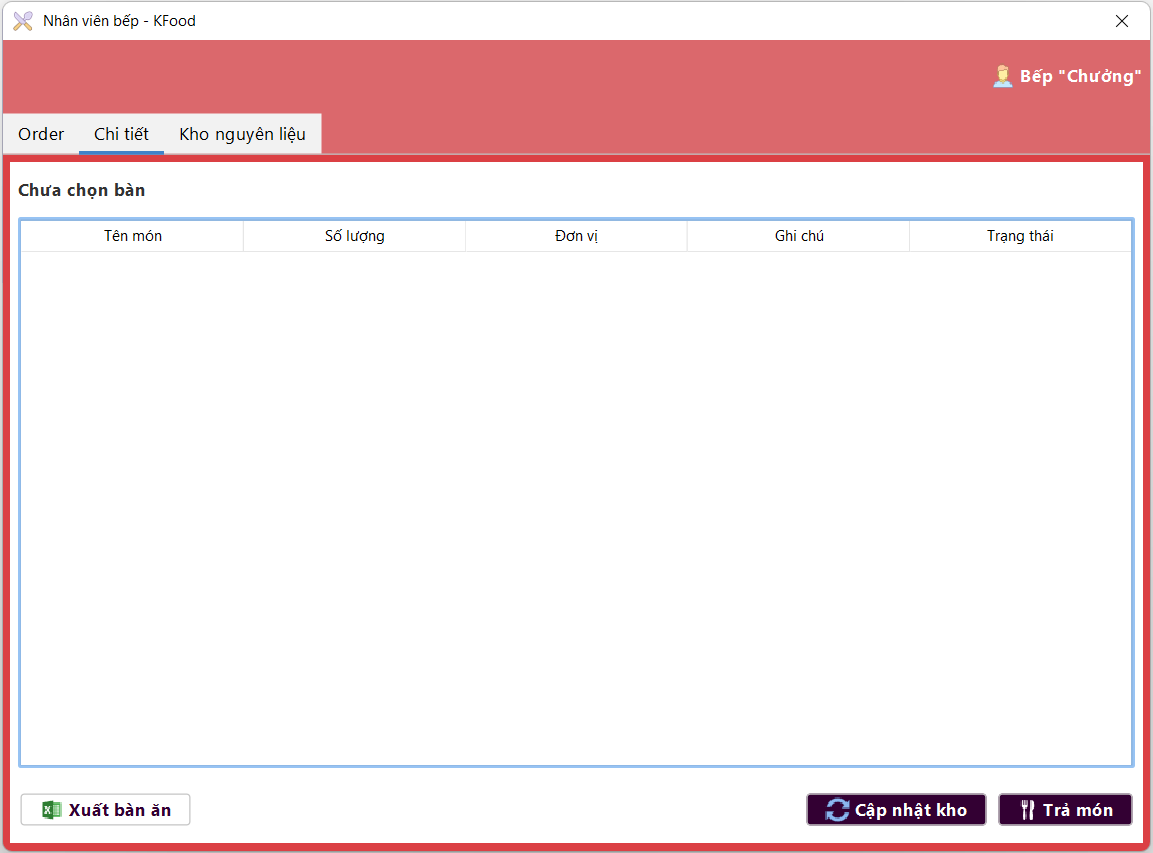 Nhân viên bếp - KFood
Bếp "Chưởng"
Order Chi tiết Kho nguyên liệu
Chưa chọn bàn
Tên món Số lượng Đơn vị Ghi chú Trạng thái
Xuất bàn ăn Cập nhật kho Trả món